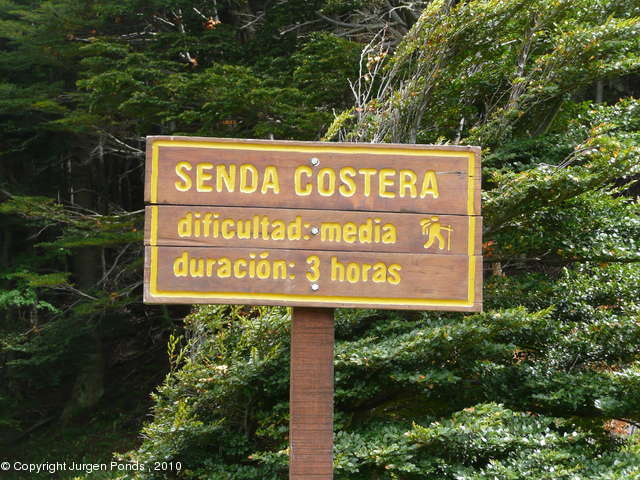 SENDA COSTERA
dificultad: media
duración: 3 horas
© Copyright Jurgen Ponds , 2010